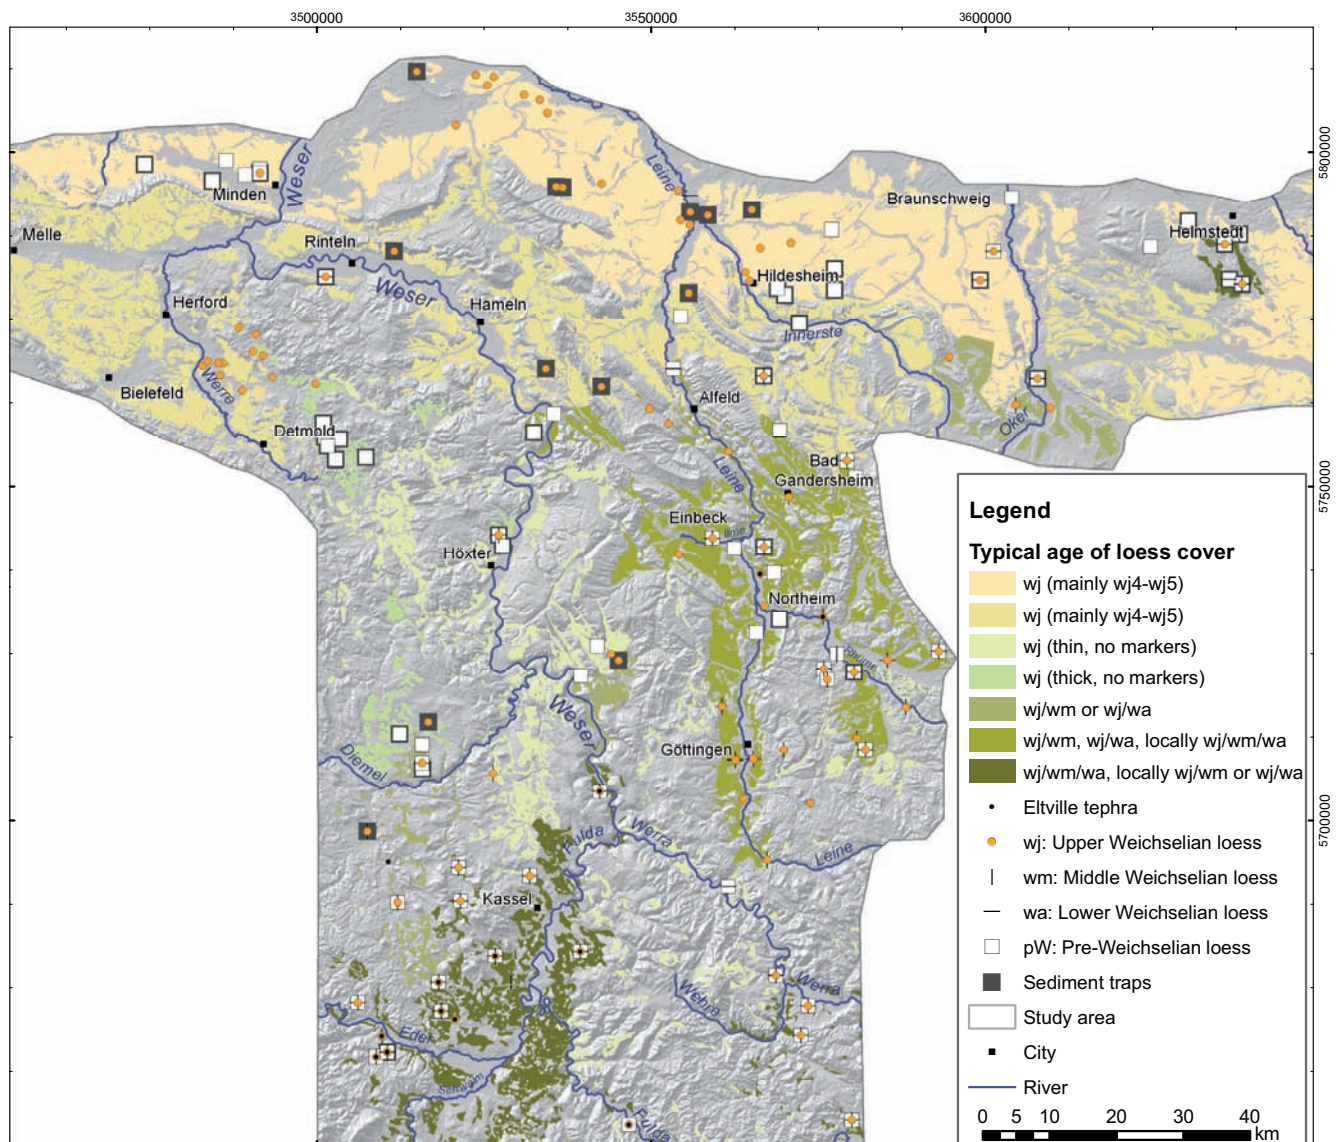 3500000
3550000
3600000
5800000
5750000
5700000
Minden
Weser
Leine
Braunschweig
Melle
Rinteln
Helmstedt
Hildesheim
Herford
Weser
Hameln
Innerste
Werre
Bielefeld
Alfeld
Oker
Detmold
Leine
Bad
Gandersheim
Einbeck
Ilme
Höxter
Northeim
Rhume
Weser
Göttingen
Diemel
Fulda
Werra
Leine
Kassel
Wehra
Werra
Eder
Schwalm
Fulda
Legend
Typical age of loess cover
wj (mainly wj4-wj5)
wj (mainly wj4-wj5)
wj (thin, no markers)
wj (thick, no markers)
wj/wm or wj/wa
wj/wm, wj/wa, locally wj/wm/wa
wj/wm/wa, locally wj/wm or wj/wa
Eltville tephra
wj: Upper Weichselian loess
wm: Middle Weichselian loess
wa: Lower Weichselian loess
pW: Pre-Weichselian loess
Sediment traps
Study area
City
River
0 5 10 20 30 40
km